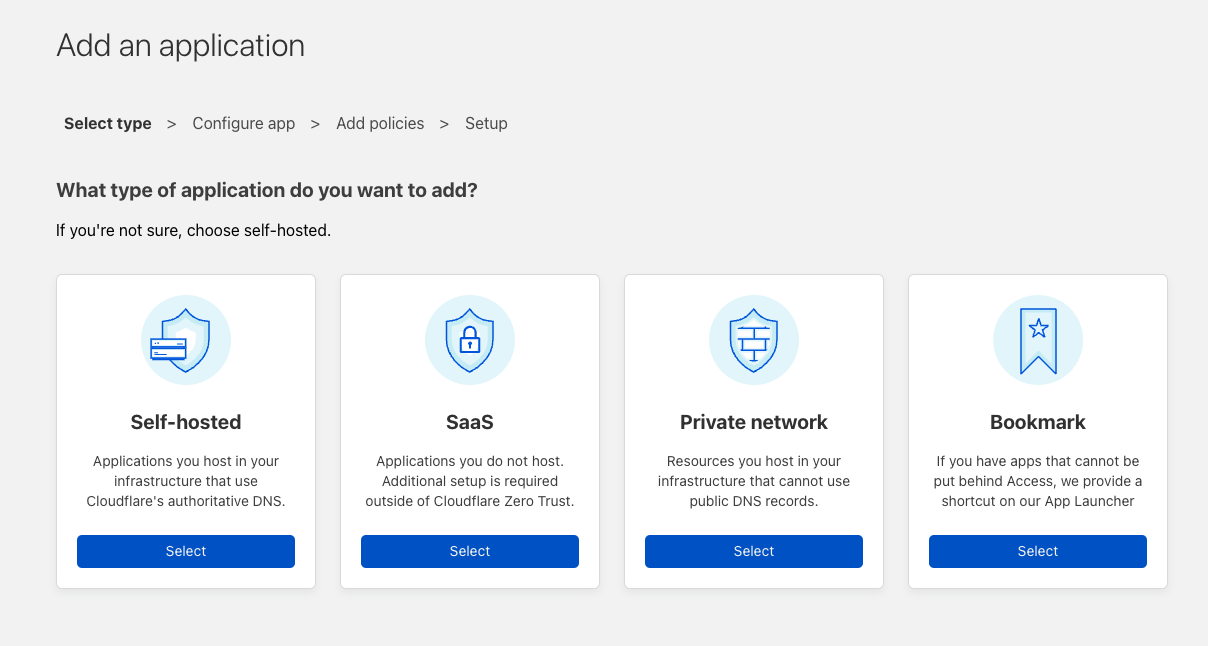 Add an application
Select type > Configure app > Add policies > Setup
What type of application do you want to add?
If you're not sure, choose self-hosted.
Self-hosted
Applications you host in your
infrastructure that use
Cloudflare's authoritative DNS.
Select
SaaS
Applications you do not host.
Additional setup is required
outside of Cloudflare Zero Trust.
Select
Private network
Resources you host in your
infrastructure that cannot use
public DNS records.
Select
Bookmark
If you have apps that cannot be
put behind Access, we provide a
shortcut on our App Launcher
Select